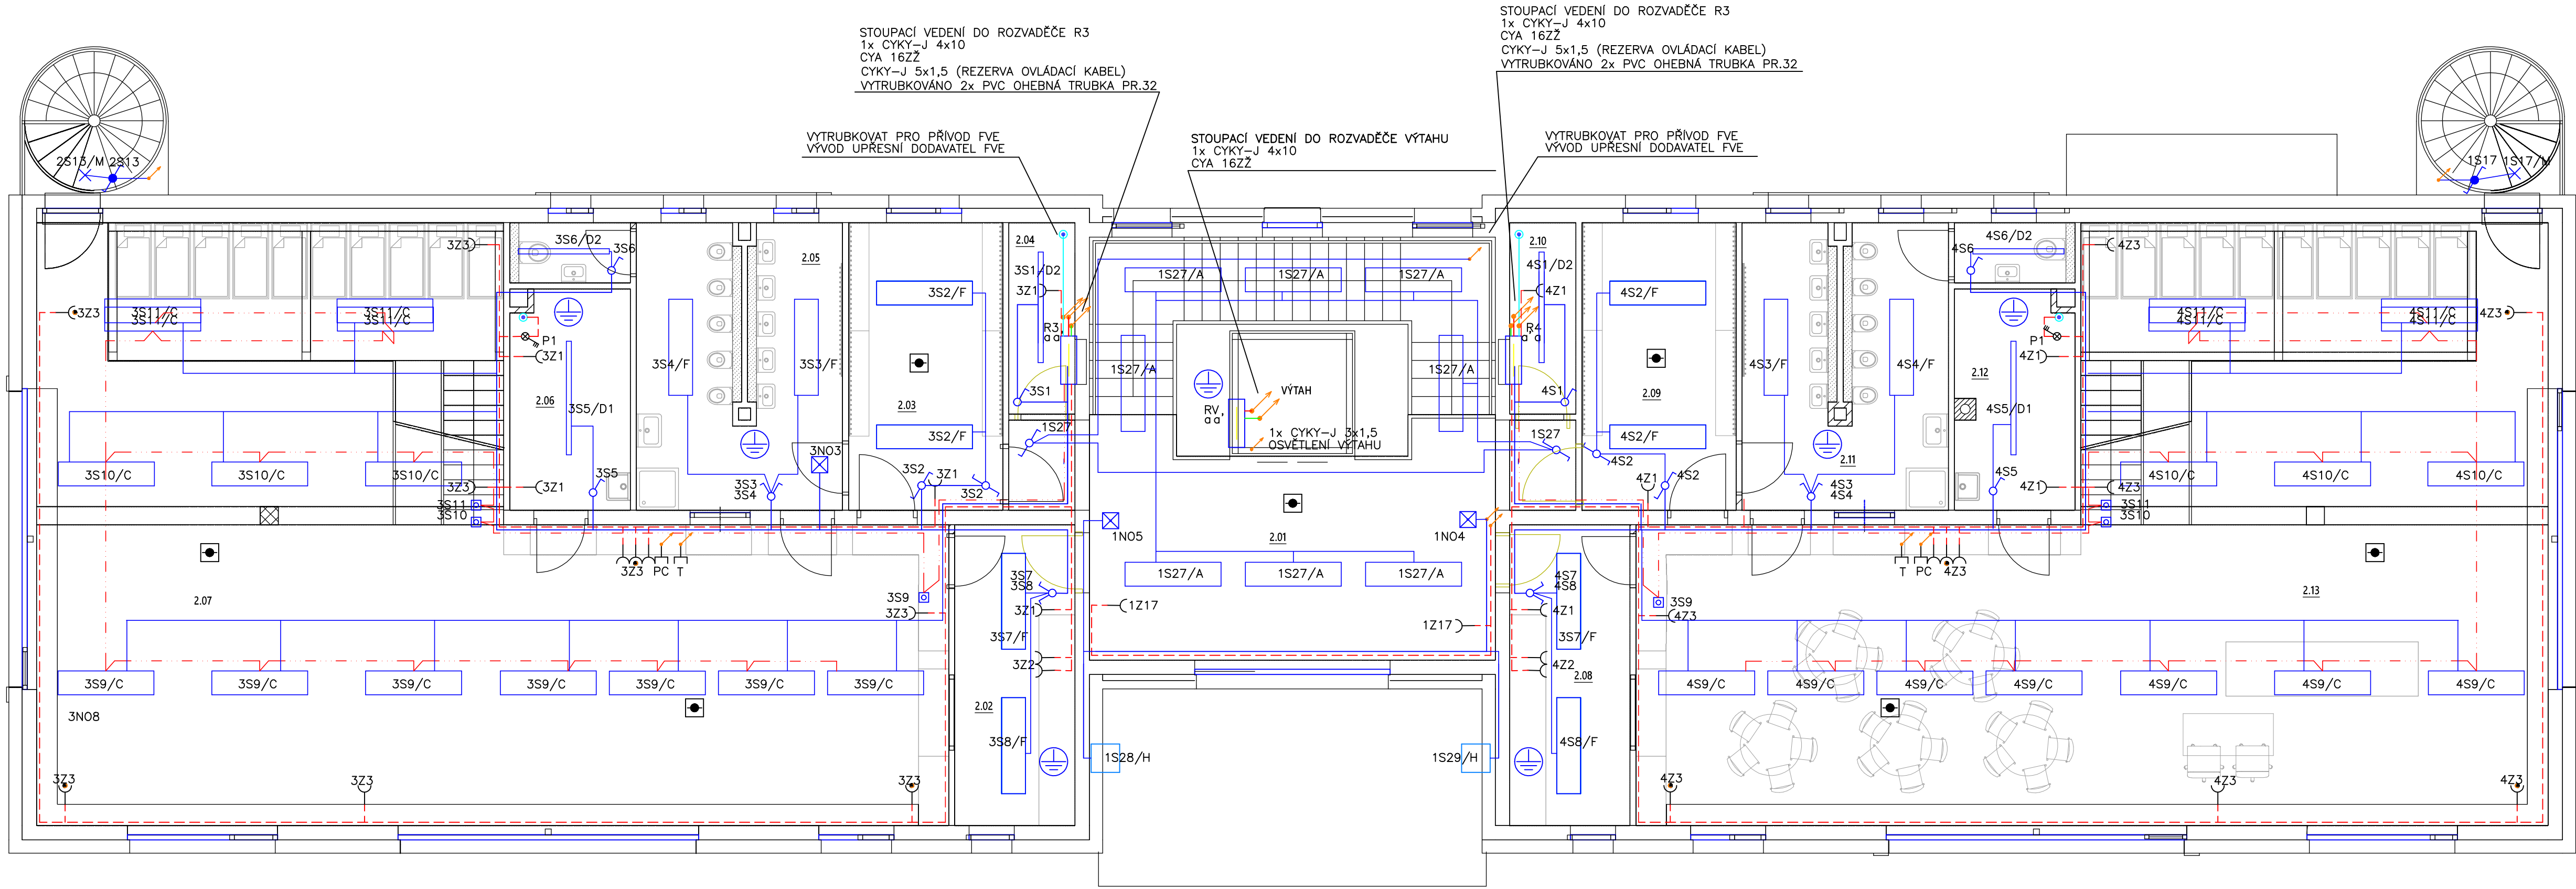 STOUPACÍ VEDENÍ DO ROZVADĚČE R3
1x CYKY–J 4x10
CYA 16ZŽ
CYKY–J 5x1,5 (REZERVA OVLÁDACÍ KABEL)
VYTRUBKOVÁNO 2x PVC OHEBNÁ TRUBKA PR.32
STOUPACÍ VEDENÍ DO ROZVADĚČE R3
1x CYKY–J 4x10
CYA 16ZŽ
CYKY–J 5x1,5 (REZERVA OVLÁDACÍ KABEL)
VYTRUBKOVÁNO 2x PVC OHEBNÁ TRUBKA PR.32
VYTRUBKOVAT PRO PŘÍVOD FVE
VÝVOD UPŘESNÍ DODAVATEL FVE
STOUPACÍ VEDENÍ DO ROZVADĚČE VÝTAHU
1x CYKY–J 4x10
CYA 16ZŽ
VYTRUBKOVAT PRO PŘÍVOD FVE
VÝVOD UPŘESNÍ DODAVATEL FVE
2S13/M 2S13
1S17 1S17/M
3Z3
3S6/D2
3S6
2.05
2.04
3S1/D2
3Z1
1S27/A
1S27/A
1S27/A
2.10
4S1/D2
4Z1
4S6
4S6/D2
4Z3
3Z3
3S11/C
3S11/C
3S11/C
3S11/C
P1
3Z1
3S2/F
4S2/F
4S11/C
4S11/C
4S11/C
4S11/C
4Z3
P1
4Z1
R3,
a a
R4,
a a
3S4/F
3S3/F
1S27/A
1S27/A
4S3/F
4S4/F
2.06
3S5/D1
2.03
3S1
VÝTAH
RV,
a a
4S1
2.09
2.12
4S5/D1
3S2/F
1S27
1x CYKY–J 3x1,5
OSVĚTLENÍ VÝTAHU
1S27
4S2/F
3NO3
4S2
2.11
3S10/C
3S10/C
3S10/C
3Z3
3Z1
3S5
3S3
3S4
3S2
3Z1
3S2
4Z1
4S2
4S3
4S4
4S5
4Z1
4Z3
4S10/C
4S10/C
4S10/C
3S11
3S10
3S11
3S10
1NO5
2.01
1NO4
3Z3 PC T
T PC 4Z3
2.07
3S9
3Z3
3S7
3S8
3Z1
1S27/A
1S27/A
1S27/A
1Z17
1Z17
4S7
4S8
4Z1
3S9
4Z3
2.13
3S7/F
3Z2
3S7/F
4Z2
2.08
3S9/C
3S9/C
3S9/C
3S9/C
3S9/C
3S9/C
3S9/C
4S9/C
4S9/C
4S9/C
4S9/C
4S9/C
4S9/C
4S9/C
3NO8
2.02
3S8/F
1S28/H
1S29/H
4S8/F
3Z3
3Z3
3Z3
4Z3
4Z3
4Z3